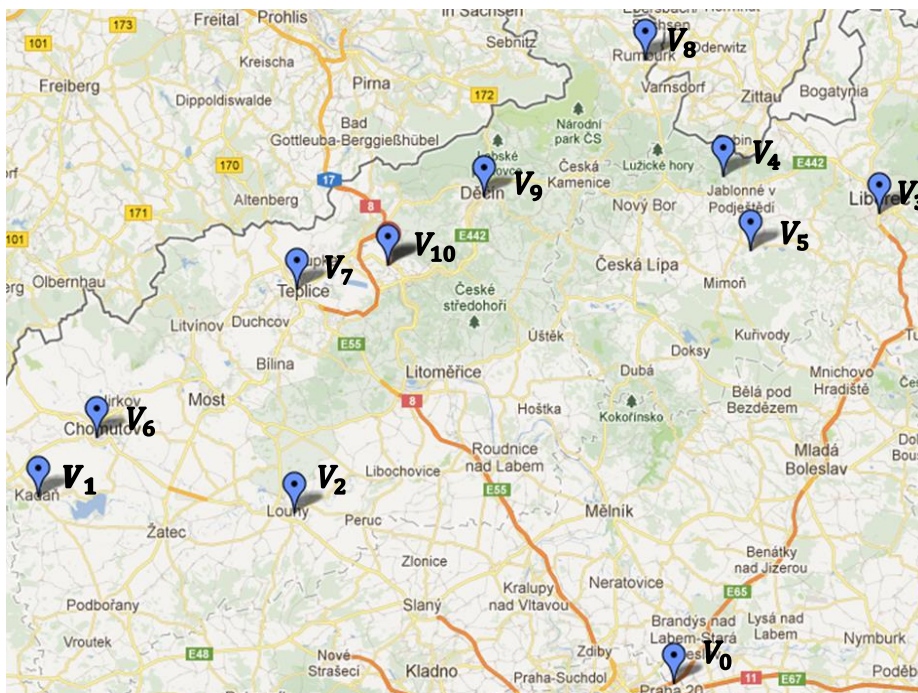 173
Freital
Prohlis
in Sachsen
Sebnitz
Sachsen
V8
Oderwitz
Rumburk
101
Kreischa
Freiberg
Pirna
172
Varnsdorf
Bogatynia
Zittau
Dippoldiswalde
Bad
Gottleuba-Berggießhübel
Národní
park ČS
170
V4
E442
Česká
Kamenice
Lužické hory
17
V9
Děčín
Jablonné v
Podještědí
V3
Altenberg
8
Nový Bor
171
101
V10
E442
V5
V7
Teplice
Česká Lípa
Mimoň
Olbernhau
České
středohoří
Litvínov
Duchcov
E55
Úštěk
Kuřivody
Doksy
Bílina
Litoměřice
Dubá
Mnichovo
Hradiště
Most
8
Hoštka
Kokořínsko
Bělá pod
Bezdězem
V6
Chomutov
Roudnice
nad Labem
Mladá
Boleslav
V1
Kadaň
V2
Libochovice
E55
Louny
Peruc
Mělník
Žatec
Benátky
nad Jizerou
Zlonice
Kralupy
nad Vltavou
Neratovice
E65
Podbořany
Slaný
Brandýs nad
Labem-Stará
Lysá nad
Labem
Nymburk
Vroutek
E48
Nové
Strašecí
Kladno
Zdiby
V0
Praha-Suchdol
Praha 20
11
E67
Poděb